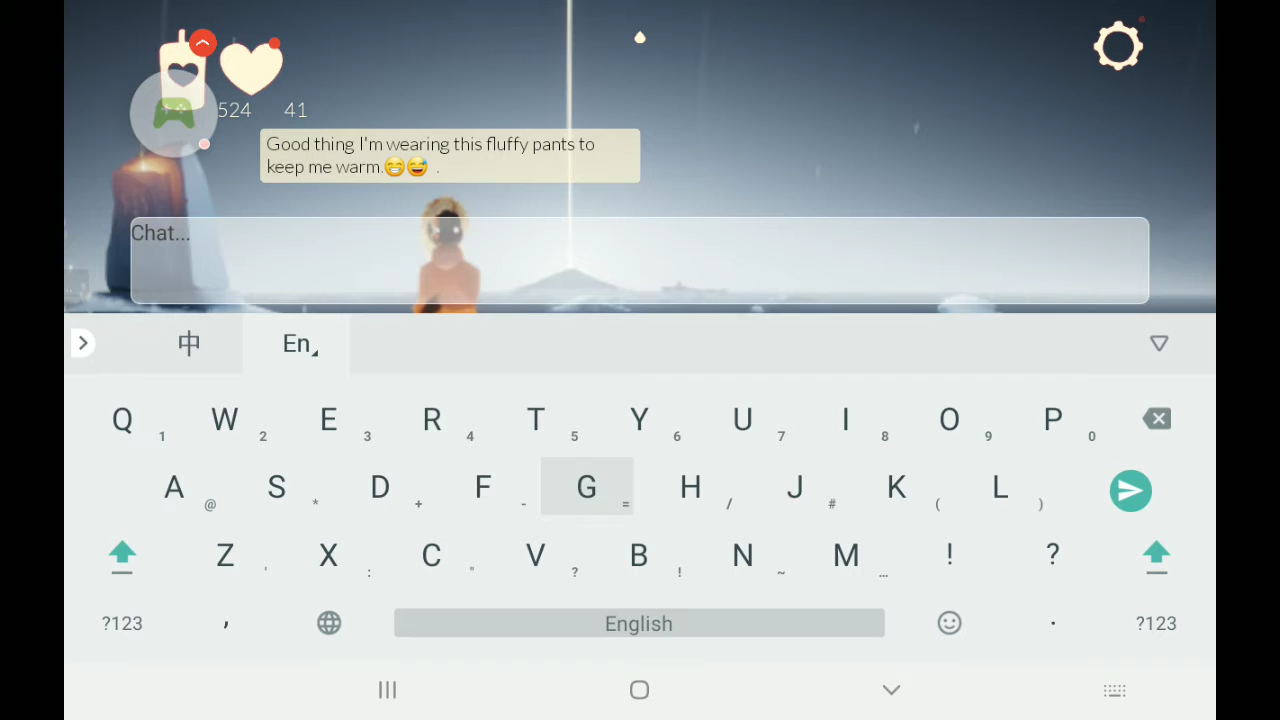 524 41
Good thing I'm wearing this fluffy pants to
keep me warm.😁😅 .
Chat...
中 En
Q 1 W 2 E 3 R 4 T 5 Y 6 U 7 I 8 O 9 P 0
A @ S * D + F - G = H / J # K ( L )
Z ' X : C " V ? B ! N ~ M ... ! ?
?123 , English . ?123